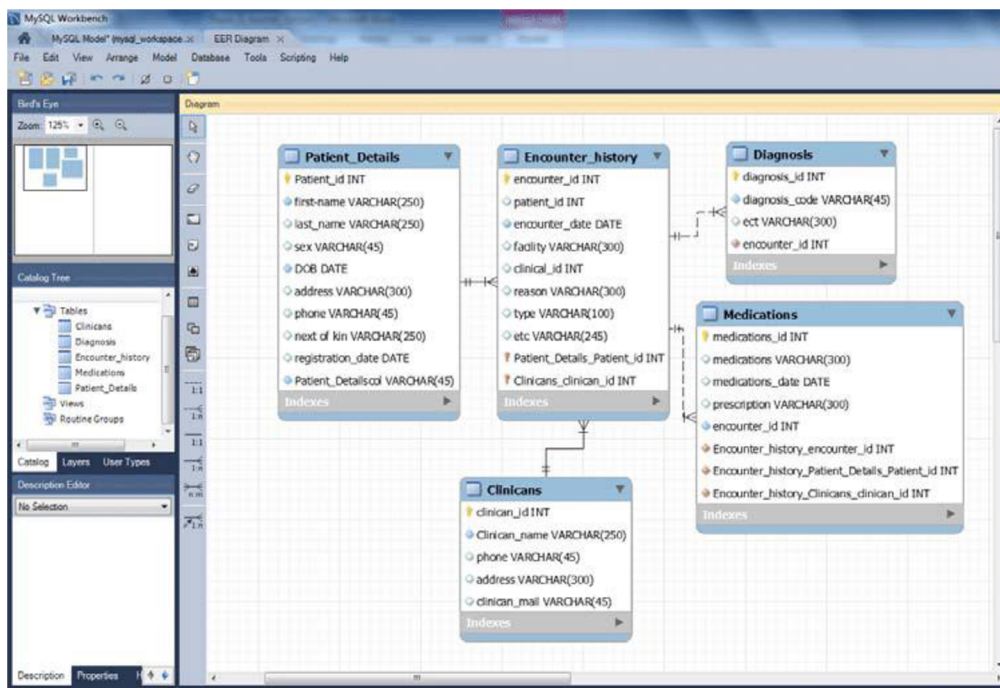 MySQL Workbench
MySQL Model* (mysql_workspace
EER Diagram
File Edit View Arrange Model Database Tools Scripting Help
Bird's Eye
Zoom: 125%
Catalog Tree
Tables
Clinicans
Diagnosis
Encounter_history
Medications
Patient_Details
Views
Routine Groups
Catalog Layers User Types
Description Editor
No Selection
Description Properties H
Diagram
1:1
1:n
1:1
1:n
n:m
1:n
Patient_Details
Patient_id INT
first-name VARCHAR(250)
last_name VARCHAR(250)
sex VARCHAR(45)
DOB DATE
address VARCHAR(300)
phone VARCHAR(45)
next of kin VARCHAR(250)
registration_date DATE
Patient_Detailscol VARCHAR(45)
Indexes
Encounter_history
encounter_id INT
patient_id INT
encounter_date DATE
facility VARCHAR(300)
clinical_id INT
reason VARCHAR(300)
type VARCHAR(100)
etc VARCHAR(245)
Patient_Details_Patient_id INT
Clinicans_clinican_id INT
Indexes
Diagnosis
diagnosis_id INT
diagnosis_code VARCHAR(45)
ect VARCHAR(300)
encounter_id INT
Indexes
Medications
medications_id INT
medications VARCHAR(300)
medications_date DATE
prescription VARCHAR(300)
encounter_id INT
Encounter_history_encounter_id INT
Encounter_history_Patient_Details_Patient_id INT
Encounter_history_Clinicans_clinican_id INT
Indexes
Clinicans
clinican_id INT
Clinican_name VARCHAR(250)
phone VARCHAR(45)
address VARCHAR(300)
clinican_mail VARCHAR(45)
Indexes